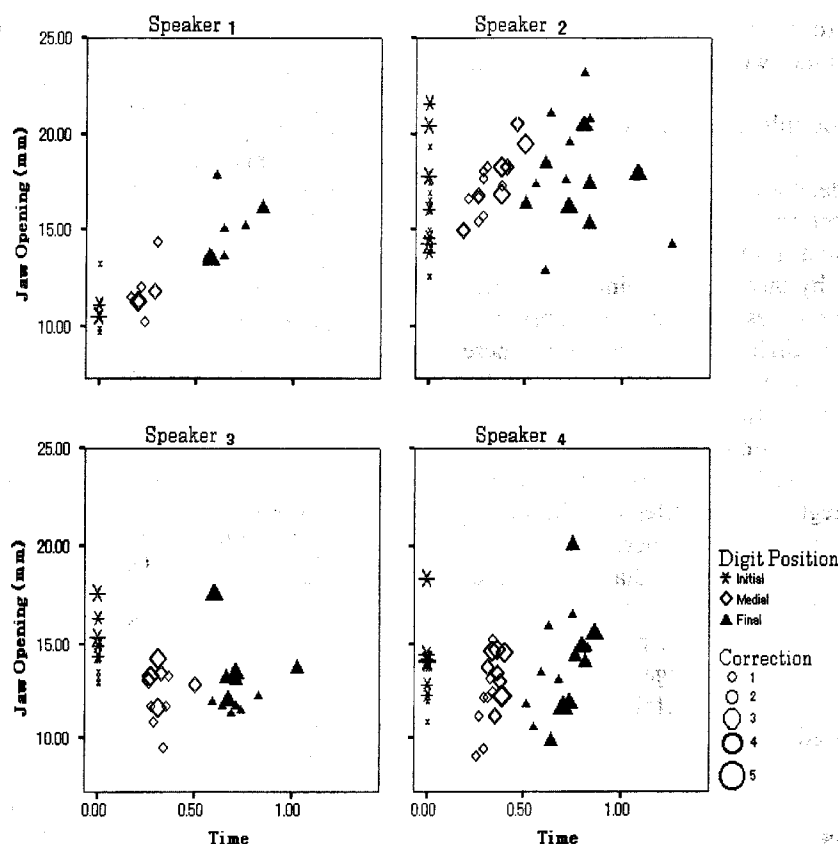 Speaker 1
Speaker 2
25.00
20.00
15.00
10.00
Jaw Opening (mm)
Speaker 3
Speaker 4
25.00
20.00
15.00
10.00
Jaw Opening (mm)
0.00 0.50 1.00
0.00 0.50 1.00
Time
Time
Digit Position
Initial
Medial
Final
Correction
1
2
3
4
5